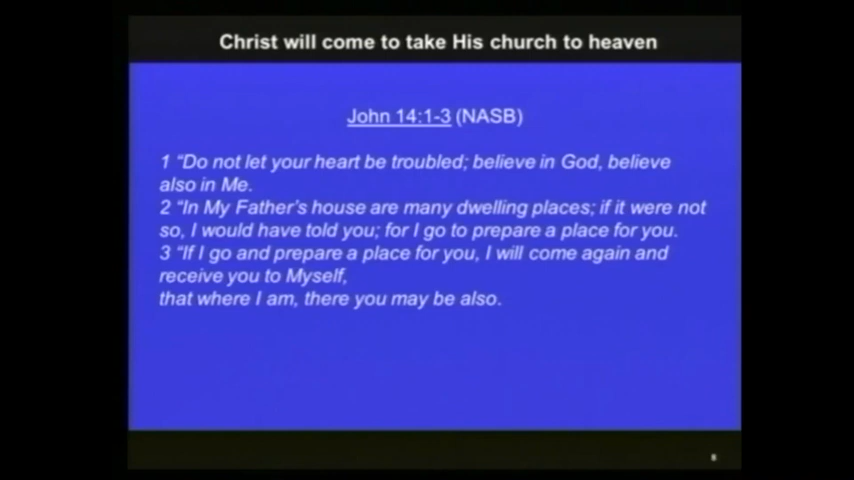 Christ will come to take His church to heaven
John 14:1-3 (NASB)
1 “Do not let your heart be troubled; believe in God, believe
also in Me.
2 “In My Father’s house are many dwelling places; if it were not
so, I would have told you; for I go to prepare a place for you.
3 “If I go and prepare a place for you, I will come again and
receive you to Myself,
that where I am, there you may be also.